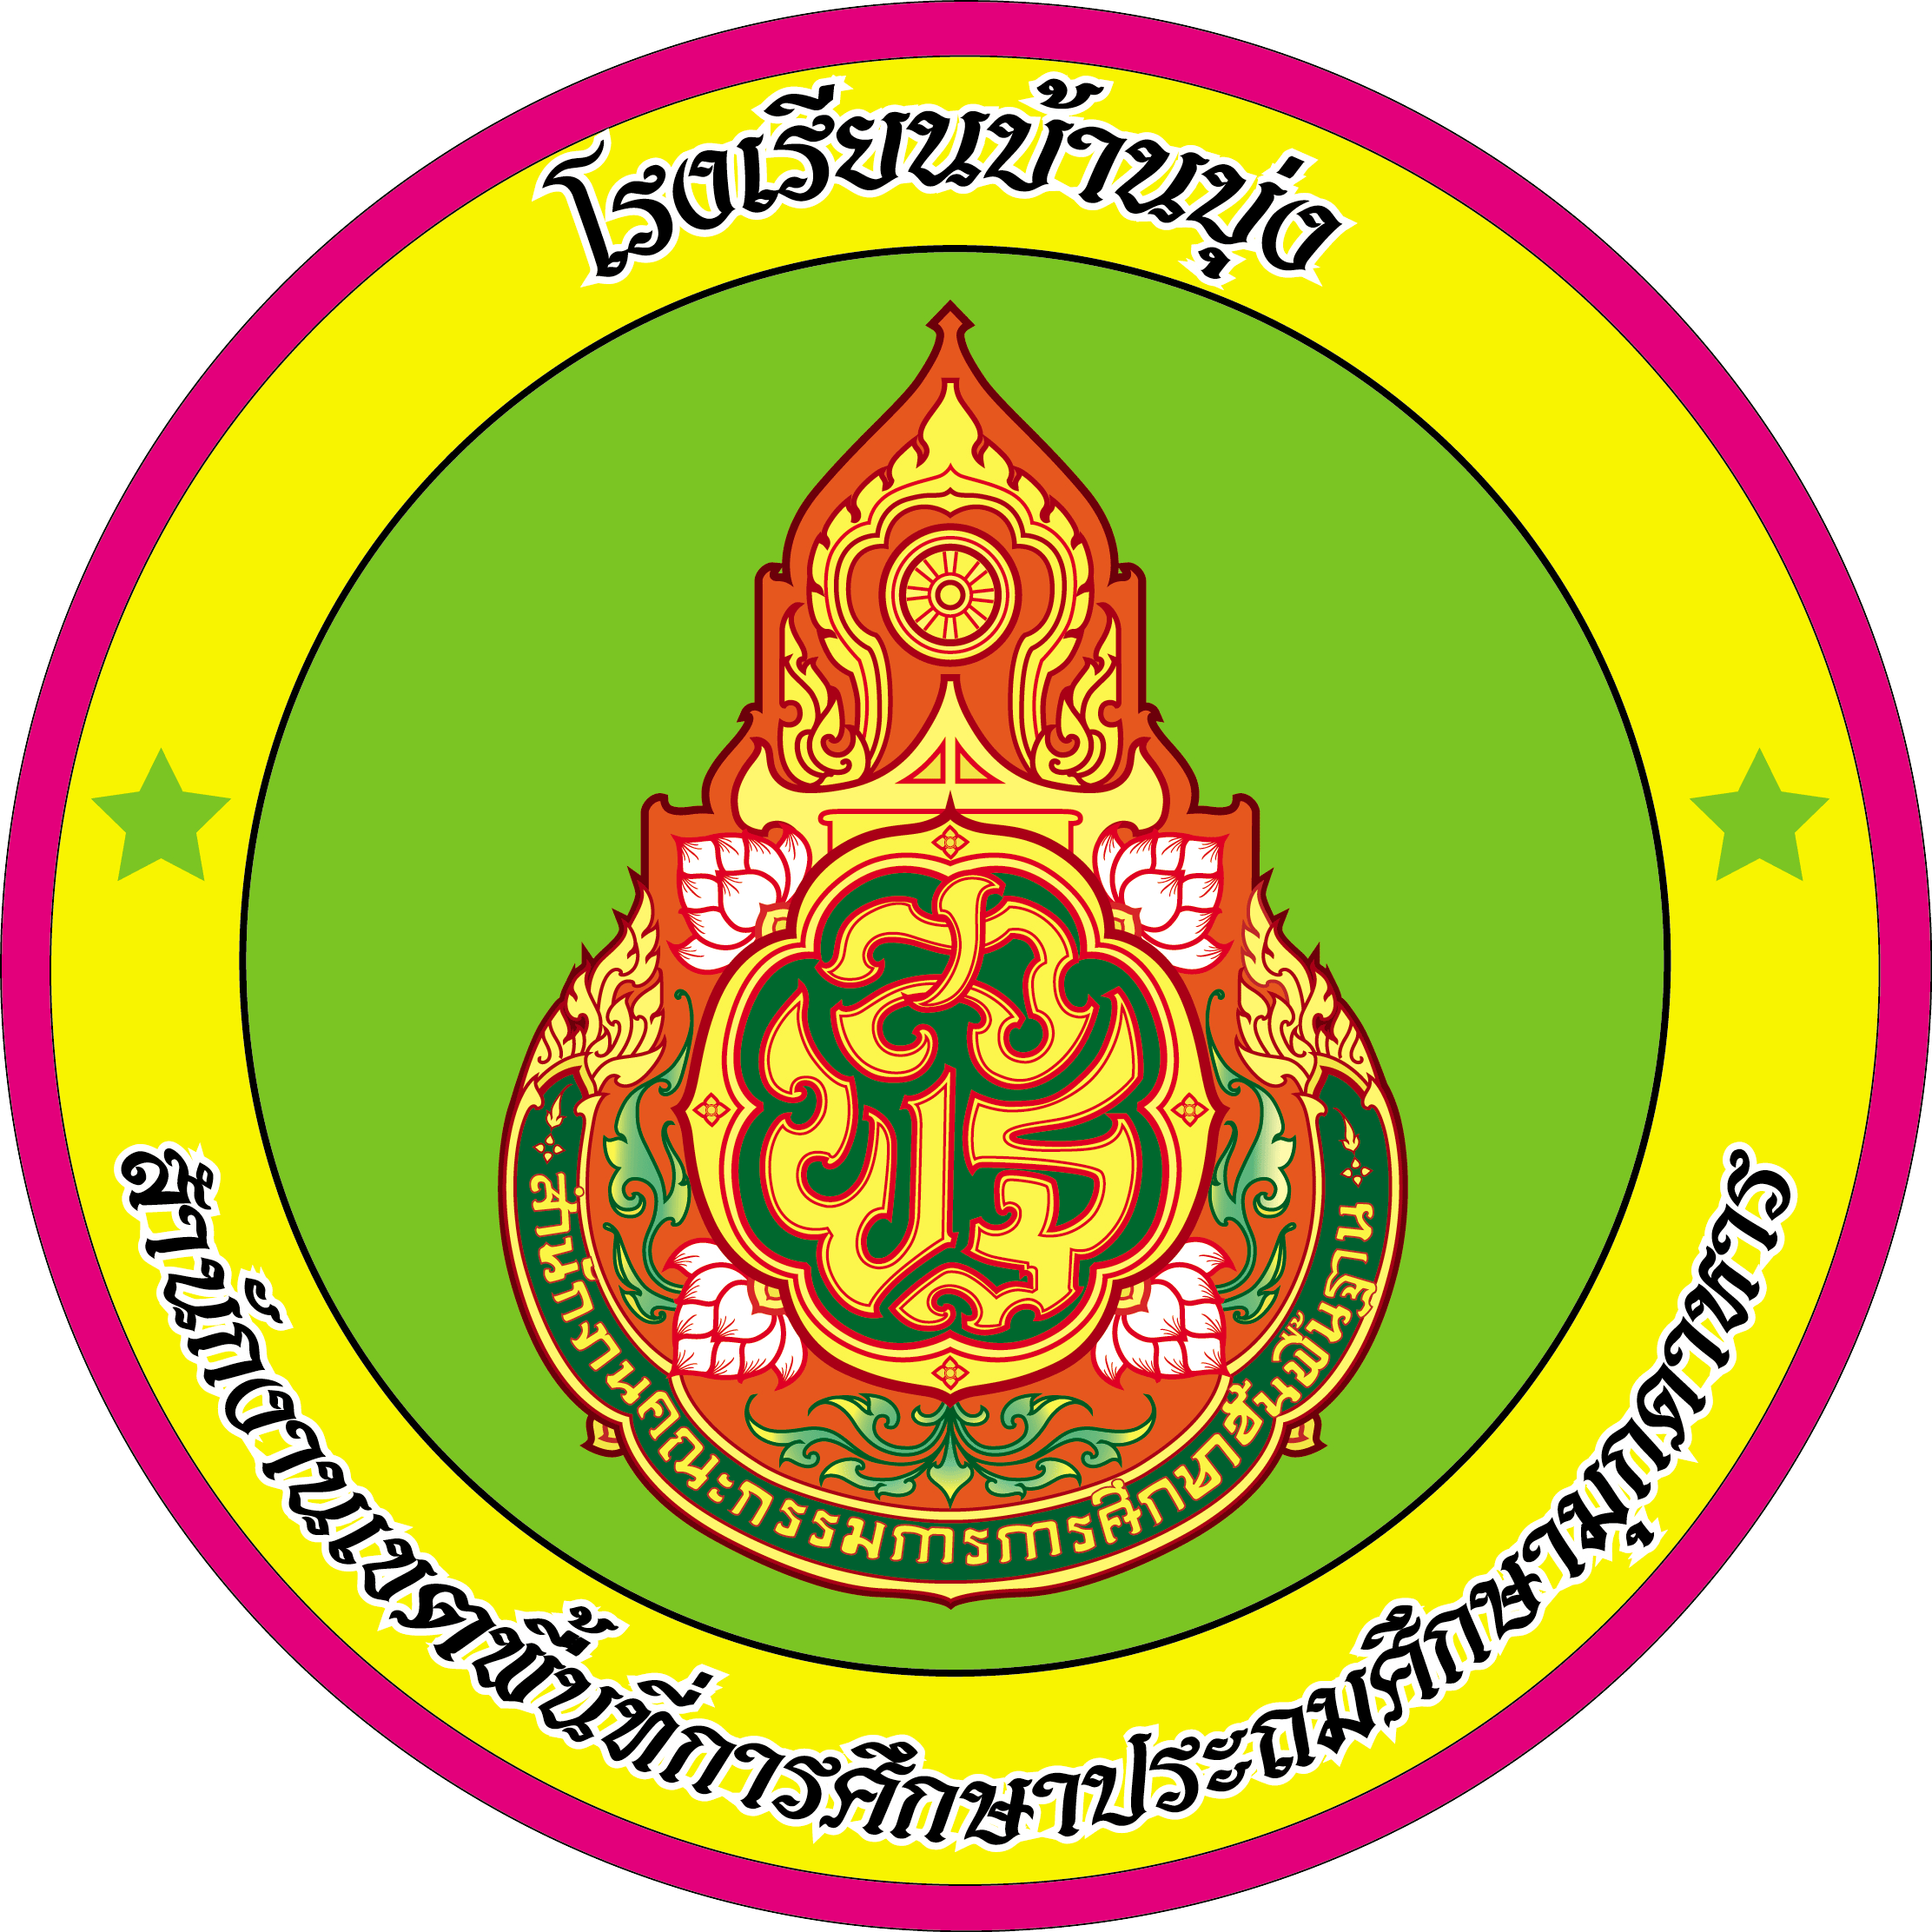 โรงเรียนบ้าน
สำนักงานคณะกรรมการการศึกษาขั้นพื้นฐาน
สำนักงานเขตพื้นที่การศึกษาประถมศึกษามุกดาหาร